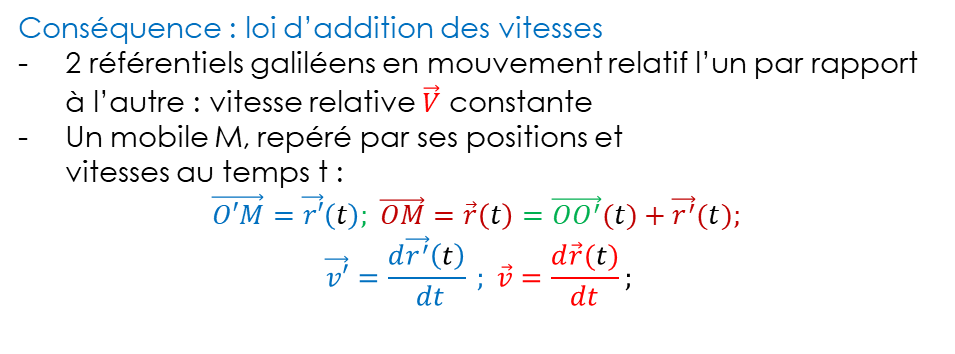 Conséquence : loi d’addition des vitesses
- 2 référentiels galiléens en mouvement relatif l’un par rapport
à l’autre : vitesse relative $\vec{V}$ constante
- Un mobile M, repéré par ses positions et
vitesses au temps t :
$\overrightarrow{O'M} = \overrightarrow{r'}(t); \overrightarrow{OM} = \vec{r}(t) = \overrightarrow{OO'}(t) + \overrightarrow{r'}(t);$
$\overrightarrow{v'} = \frac{d\overrightarrow{r'}(t)}{dt} ; \vec{v} = \frac{d\vec{r}(t)}{dt} ;$